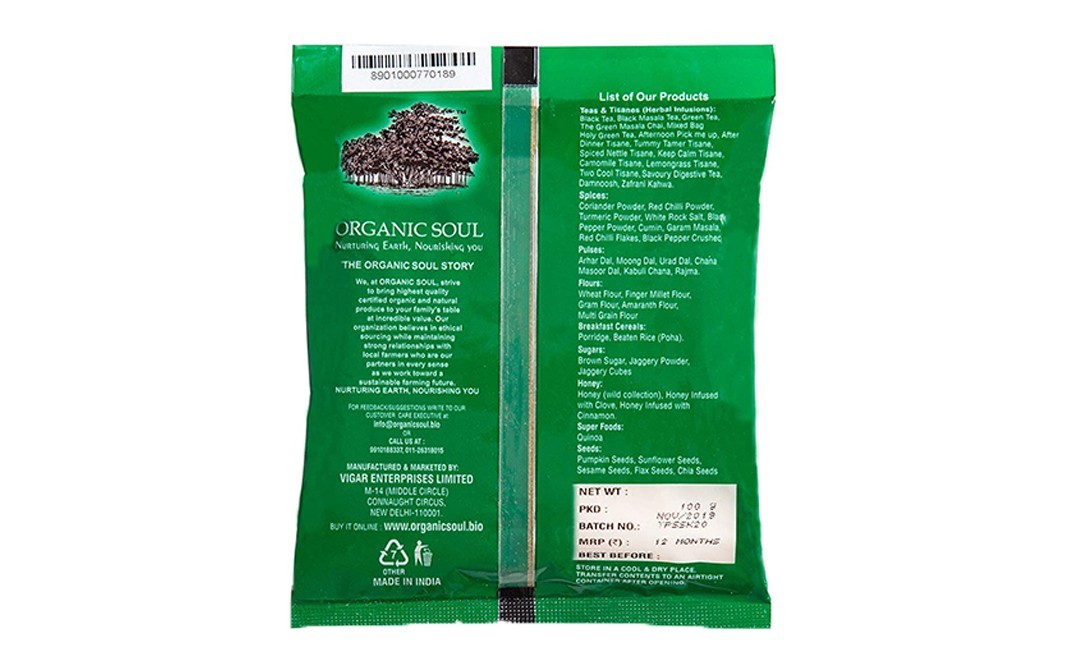 8901000770189
ORGANIC SOUL
Nurturing Earth, Nourishing you
THE ORGANIC SOUL STORY
We, at ORGANIC SOUL, strive
to bring highest quality
certified organic and natural
produce to your family's table
at incredible value. Our
organization believes in ethical
sourcing while maintaining
strong relationships with
local farmers who are our
partners in every sense
as we work toward a
sustainable farming future.
NURTURING EARTH, NOURISHING YOU
FOR FEEDBACK/SUGGESTIONS WRITE TO OUR
CUSTOMER CARE EXECUTIVE at
info@organicsoul.bio
OR
CALL US AT :
9910188337, 011-26318015
MANUFACTURED & MARKETED BY:
VIGAR ENTERPRISES LIMITED
M-14 (MIDDLE CIRCLE)
CONNAUGHT CIRCUS,
NEW DELHI-110001.
BUY IT ONLINE : www.organicsoul.bio
7
OTHER
MADE IN INDIA
List of Our Products
Teas & Tisanes (Herbal Infusions):
Black Tea, Black Masala Tea, Green Tea,
The Green Masala Chai, Mixed Bag
Holy Green Tea, Afternoon Pick me up, After
Dinner Tisane, Tummy Tamer Tisane,
Spiced Nettle Tisane, Keep Calm Tisane,
Camomile Tisane, Lemongrass Tisane,
Two Cool Tisane, Savoury Digestive Tea,
Damnoosh, Zafrani Kahwa.
Spices:
Coriander Powder, Red Chilli Powder,
Turmeric Powder, White Rock Salt, Black
Pepper Powder, Cumin, Garam Masala,
Red Chilli Flakes, Black Pepper Crushed
Pulses:
Arhar Dal, Moong Dal, Urad Dal, Chana
Masoor Dal, Kabuli Chana, Rajma.
Flours:
Wheat Flour, Finger Millet Flour,
Gram Flour, Amaranth Flour,
Multi Grain Flour
Breakfast Cereals:
Porridge, Beaten Rice (Poha).
Sugars:
Brown Sugar, Jaggery Powder,
Jaggery Cubes
Honey:
Honey (wild collection), Honey Infused
with Clove, Honey Infused with
Cinnamon.
Super Foods:
Quinoa
Seeds:
Pumpkin Seeds, Sunflower Seeds,
Sesame Seeds, Flax Seeds, Chia Seeds
NET WT :
100 g
PKD :
NOV/2019
BATCH NO.:
MRP (₹) :
12 MONTHS
BEST BEFORE :
STORE IN A COOL & DRY PLACE.
TRANSFER CONTENTS TO AN AIRTIGHT
CONTAINER AFTER OPENING.